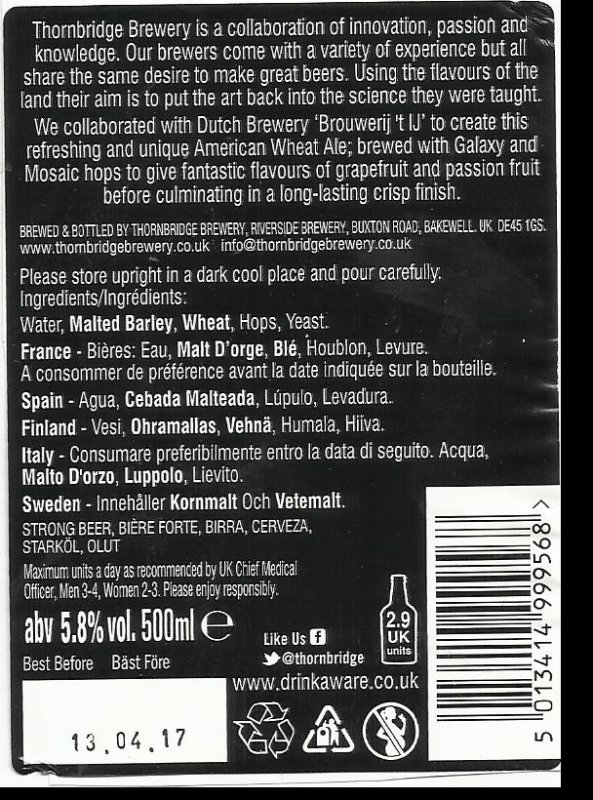 Thornbridge Brewery is a collaboration of innovation, passion and
knowledge. Our brewers come with a variety of experience but all
share the same desire to make great beers. Using the flavours of the
land their aim is to put the art back into the science they were taught.
We collaborated with Dutch Brewery ‘Brouwerij 't IJ’ to create this
refreshing and unique American Wheat Ale; brewed with Galaxy and
Mosaic hops to give fantastic flavours of grapefruit and passion fruit
before culminating in a long-lasting crisp finish.
BREWED & BOTTLED BY THORNBRIDGE BREWERY, RIVERSIDE BREWERY, BUXTON ROAD, BAKEWELL. UK DE45 1GS.
www.thornbridgebrewery.co.uk info@thornbridgebrewery.co.uk
Please store upright in a dark cool place and pour carefully.
Ingredients/Ingrédients:
Water, Malted Barley, Wheat, Hops, Yeast.
France - Bières: Eau, Malt D’orge, Blé, Houblon, Levure.
A consommer de préférence avant la date indiquée sur la bouteille.
Spain - Agua, Cebada Malteada, Lúpulo, Levadura.
Finland - Vesi, Ohramallas, Vehnä, Humala, Hiiva.
Italy - Consumare preferibilmente entro la data di seguito. Acqua,
Malto D'orzo, Luppolo, Lievito.
Sweden - Innehåller Kornmalt Och Vetemalt.
STRONG BEER, BIÈRE FORTE, BIRRA, CERVEZA,
STARKÖL, OLUT
Maximum units a day as recommended by UK Chief Medical
Officer, Men 3-4, Women 2-3. Please enjoy responsibly.
abv 5.8% vol. 500ml ℮
Like Us f
@thornbridge
2.9
UK
units
Best Before Bäst Före
www.drinkaware.co.uk
13.04.17
5 013414 999568 >